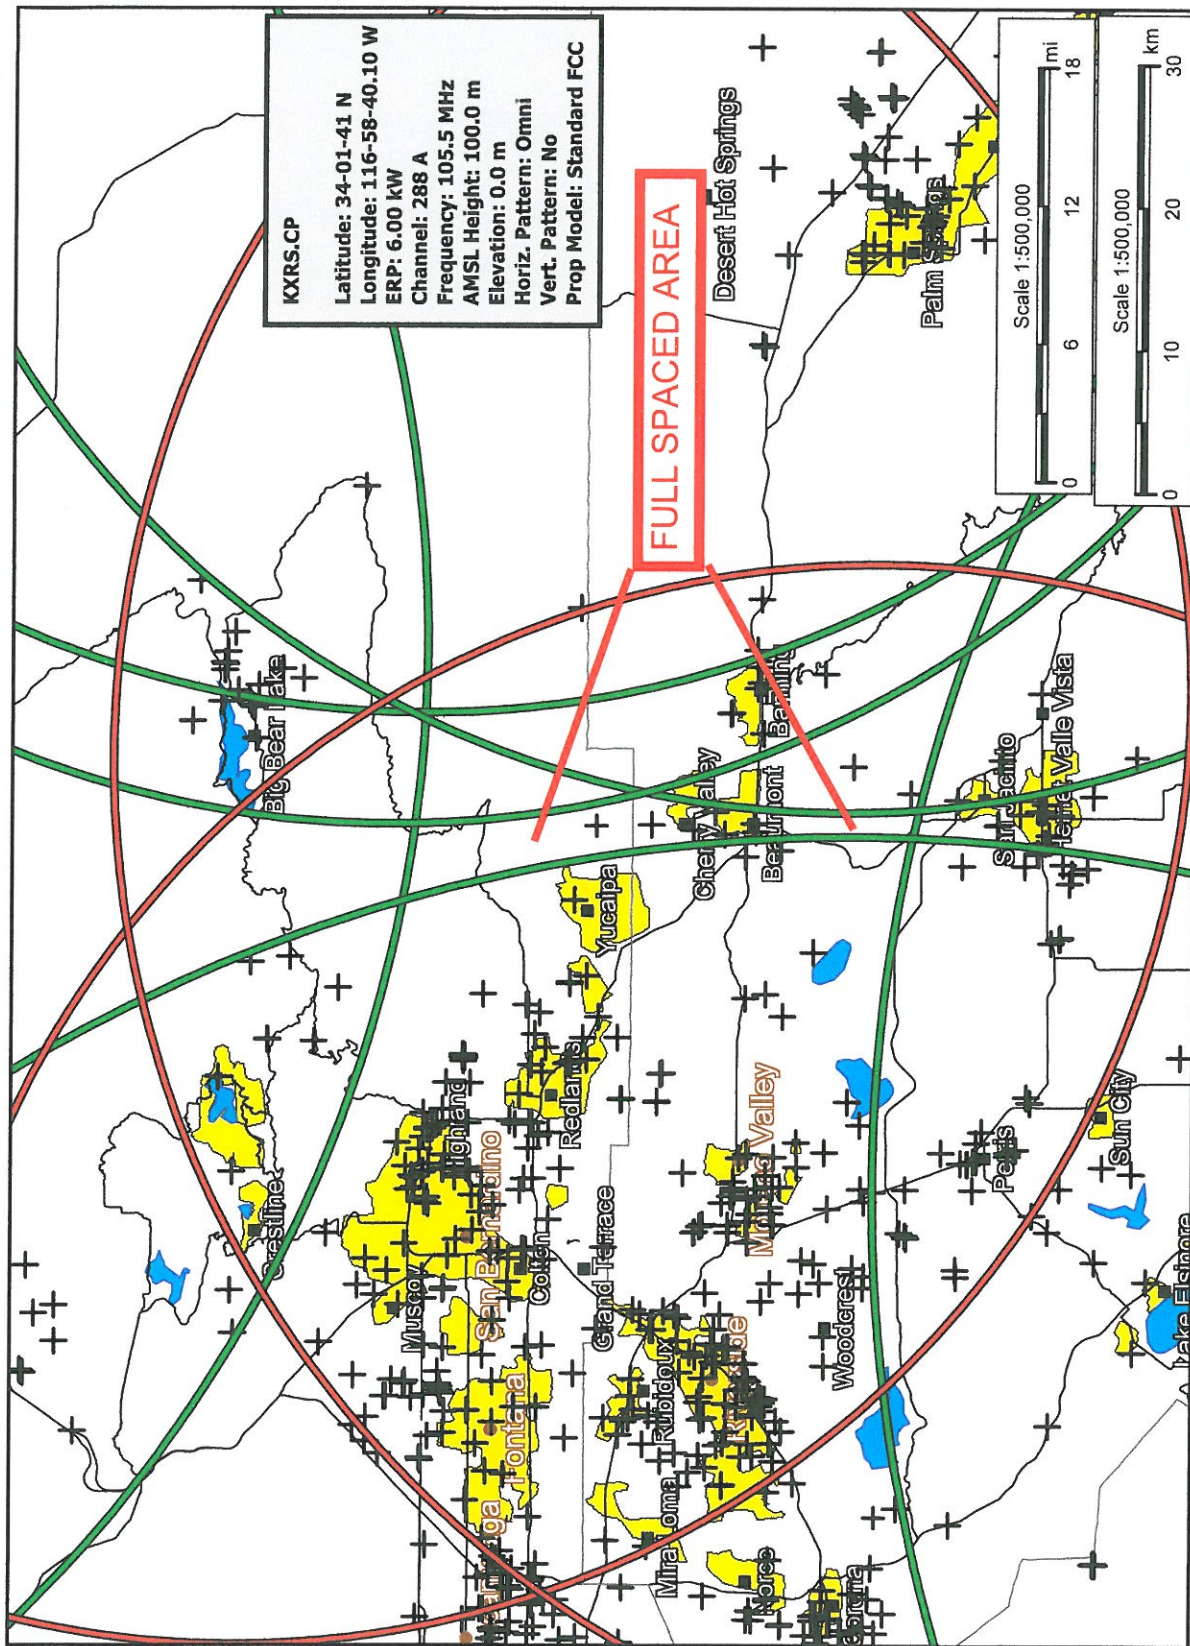 KXRS.CP
Latitude: 34-01-41 N
Longitude: 116-58-40.10 W
ERP: 6.00 kW
Channel: 288 A
Frequency: 105.5 MHz
AMSL Height: 100.0 m
Elevation: 0.0 m
Horiz. Pattern: Omni
Vert. Pattern: No
Prop Model: Standard FCC
FULL SPACED AREA
Big Bear Lake
Crestline
Highland
San Bernardino
Muscoy
Fontana
Colton
Redlands
Yucaipa
Grand Terrace
Rubidoux
Mira Loma
Cherry Valley
Beaumont
Banning
Desert Hot Springs
Palm Springs
Moreno Valley
Riverside
Norco
Woodcrest
Corona
San Jacinto
Hemet
Valle Vista
Perris
Sun City
Lake Elsinore
Scale 1:500,000
0 6 12 18
mi
Scale 1:500,000
0 10 20 30
km